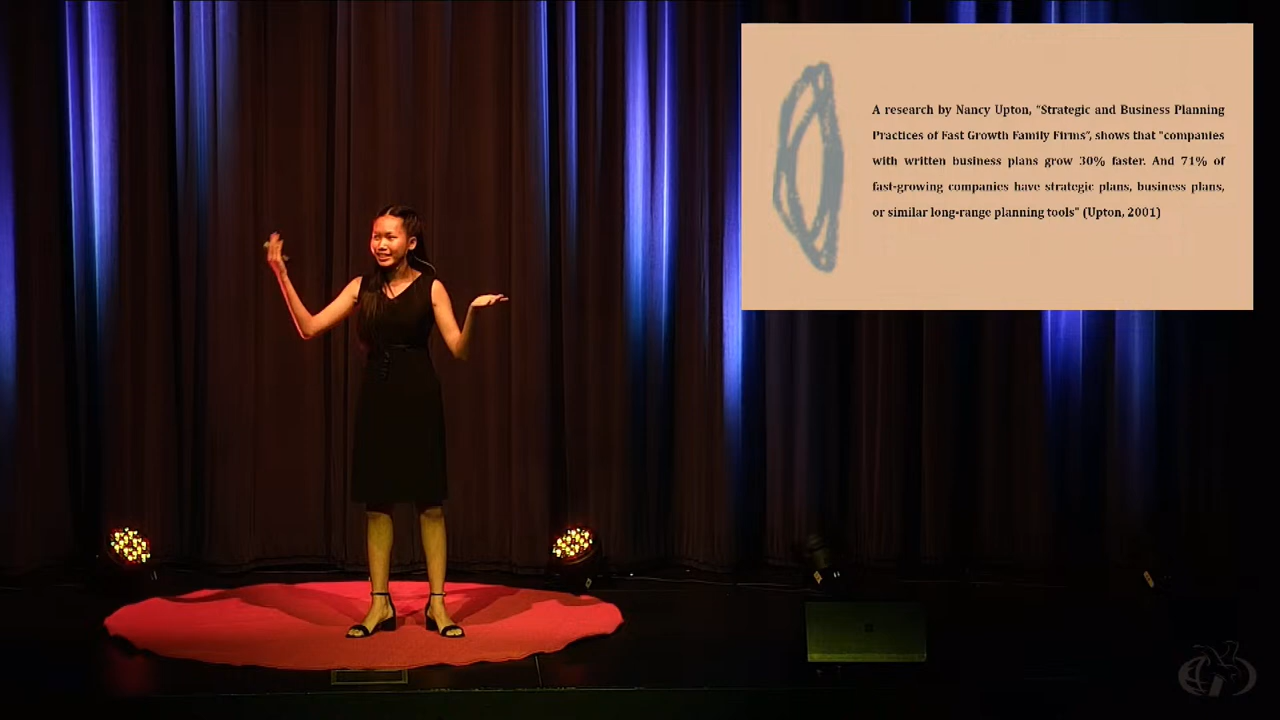 A research by Nancy Upton, "Strategic and Business Planning
Practices of Fast Growth Family Firms", shows that "companies
with written business plans grow 30% faster. And 71% of
fast-growing companies have strategic plans, business plans,
or similar long-range planning tools" (Upton, 2001)